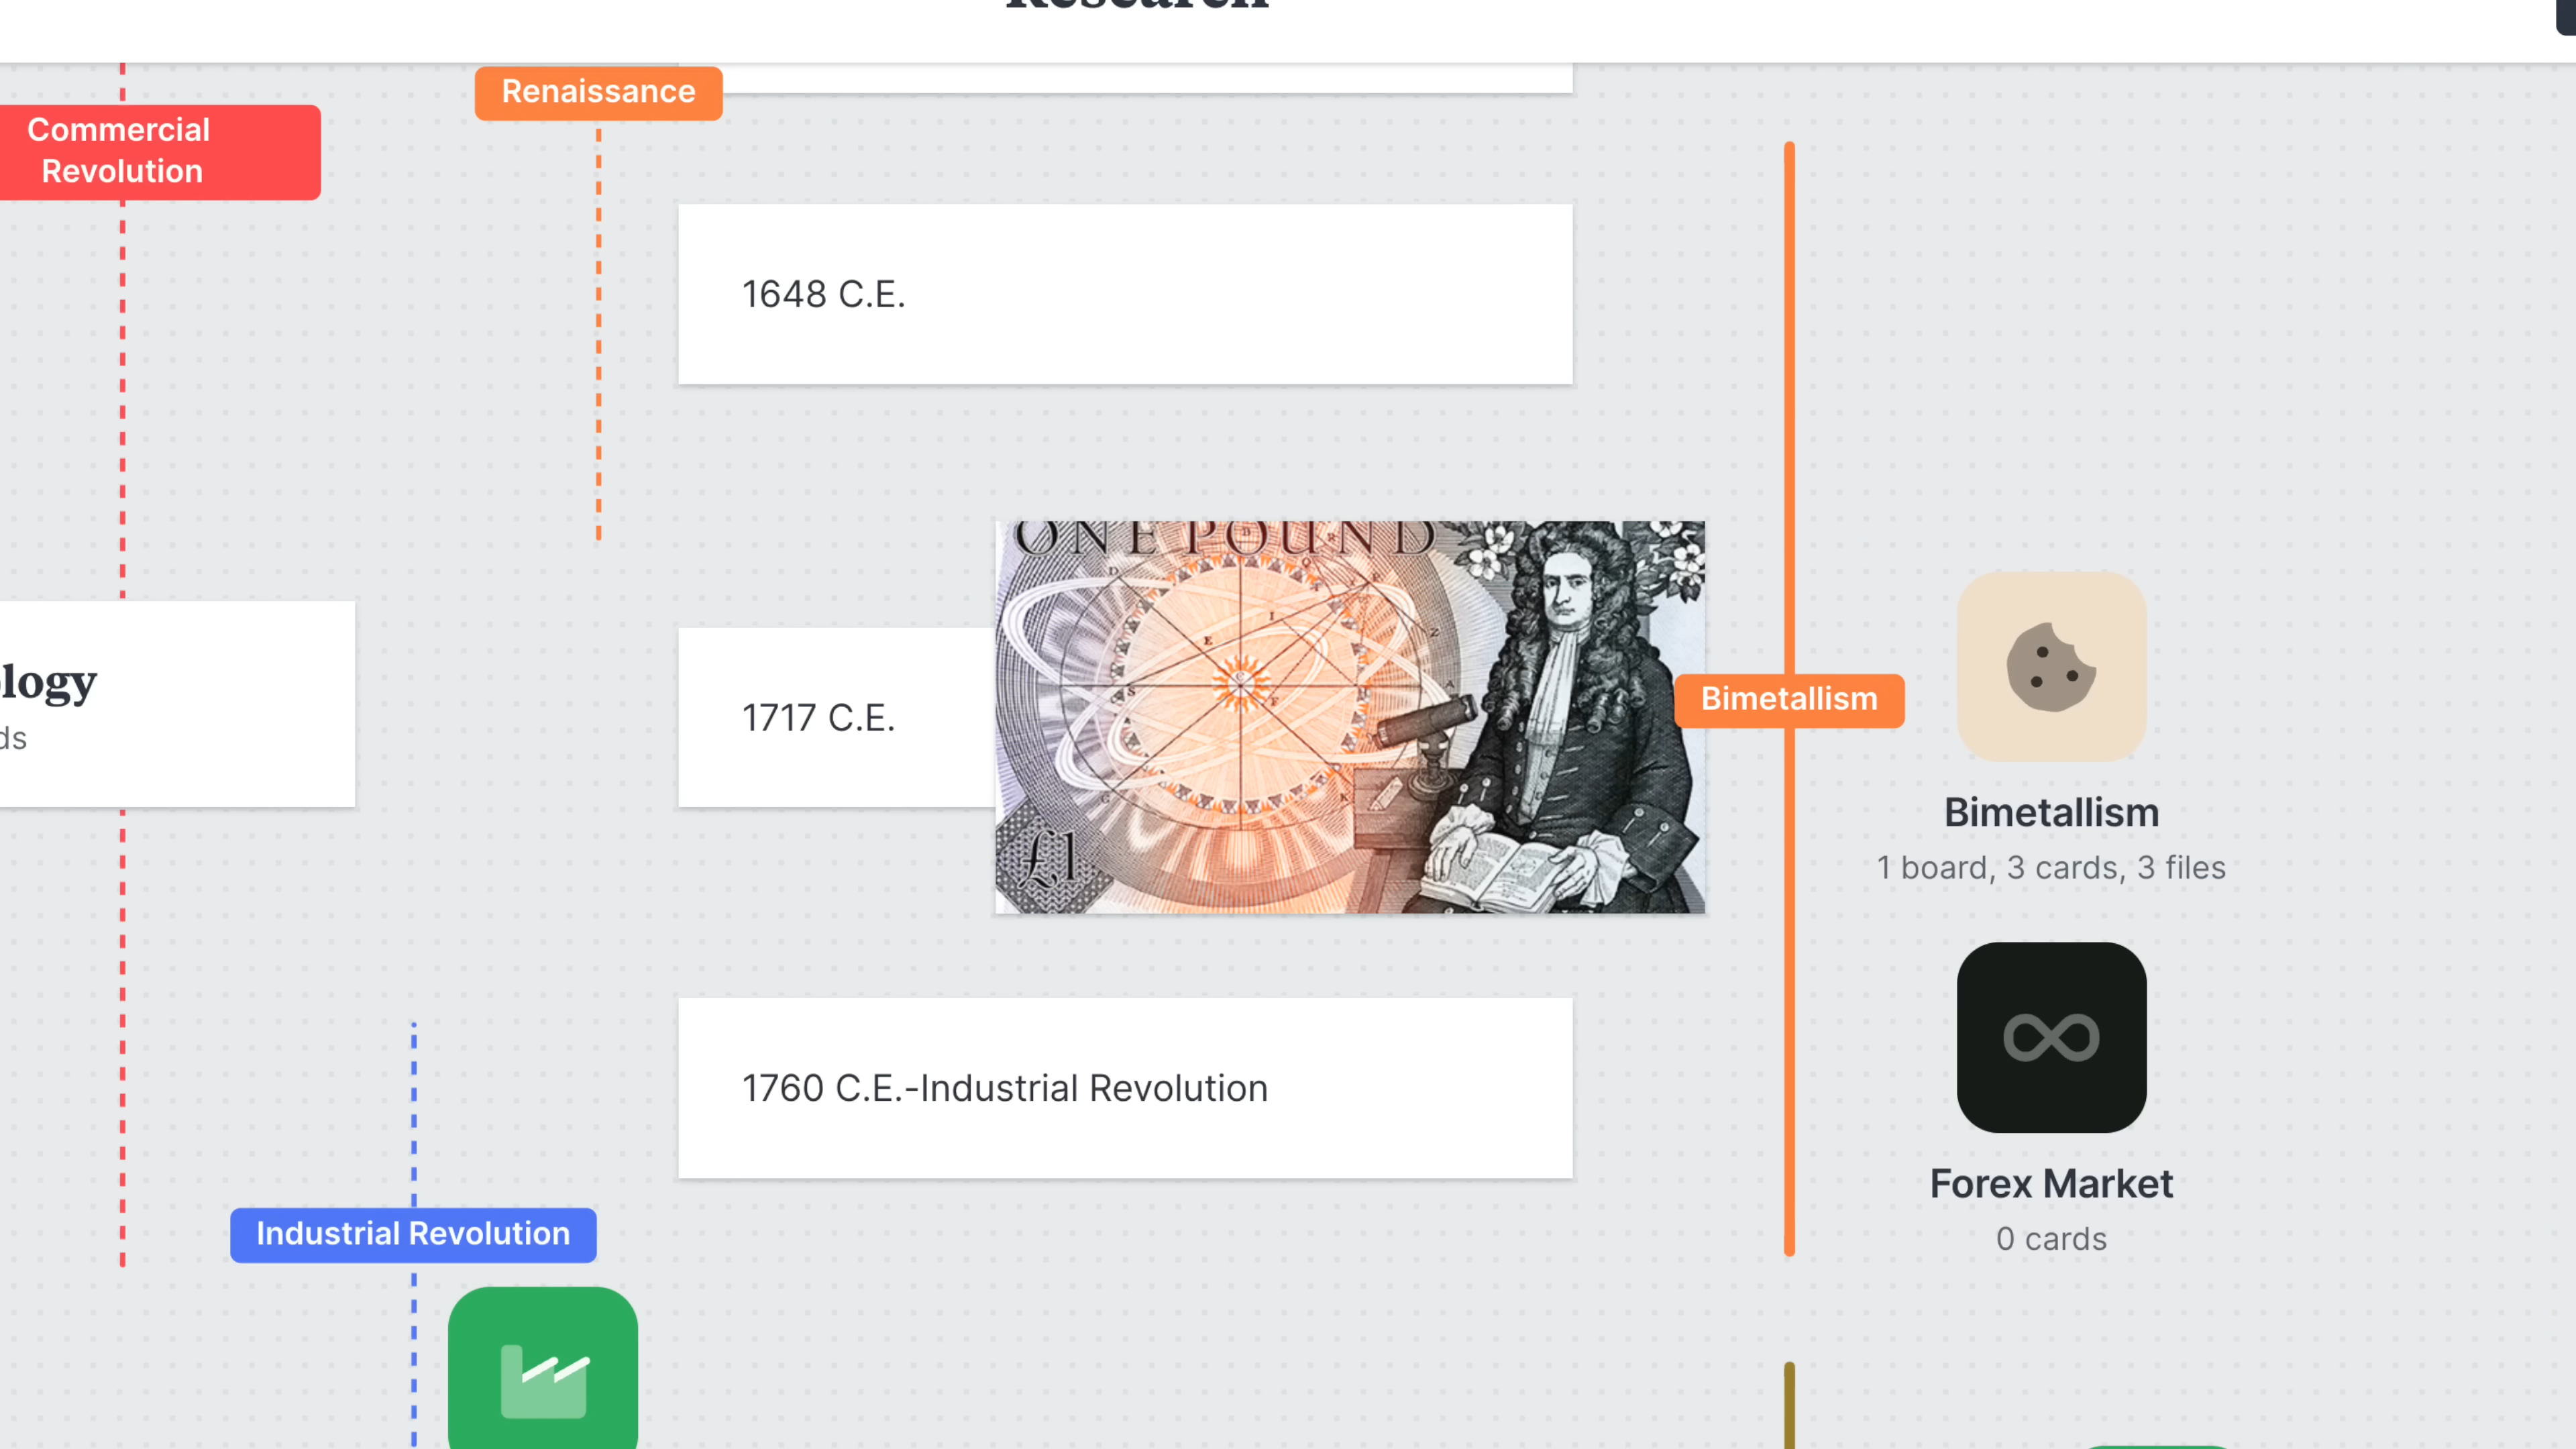 Research
Renaissance
Commercial
Revolution
1648 C.E.
ONE POUND
1717 C.E.
£1
Bimetallism
Bimetallism
1 board, 3 cards, 3 files
1760 C.E.-Industrial Revolution
Forex Market
0 cards
Industrial Revolution